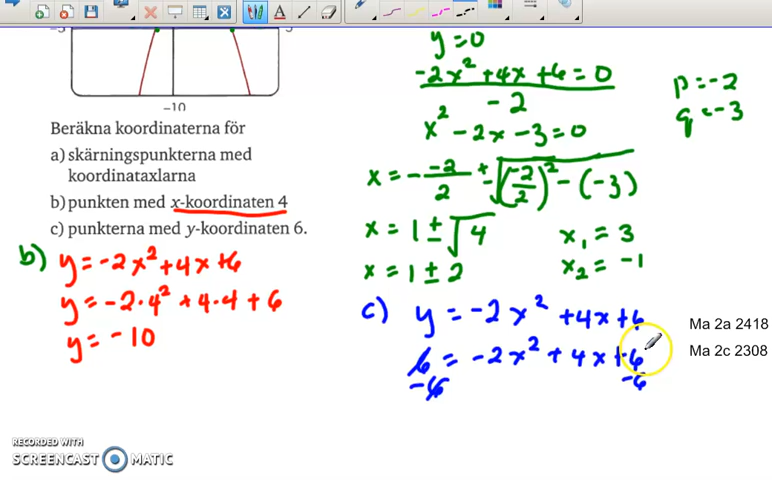 -5
5
-10
Beräkna koordinaterna för
a) skärningspunkterna med
koordinataxlarna
b) punkten med x-koordinaten 4
c) punkterna med y-koordinaten 6.
b) y = -2x² + 4x + 6
y = -2·4² + 4·4 + 6
y = -10
y = 0
-2x² + 4x + 6 = 0
-2
x² - 2x - 3 = 0
p = -2
q = -3
x = - -2/2 ± √((-2/2)² - (-3))
x = 1 ± √4
x = 1 ± 2
x₁ = 3
x₂ = -1
c) y = -2x² + 4x + 6
6 = -2x² + 4x + 6
-6 -6
Ma 2a 2418
Ma 2c 2308
RECORDED WITH
SCREENCAST MATIC